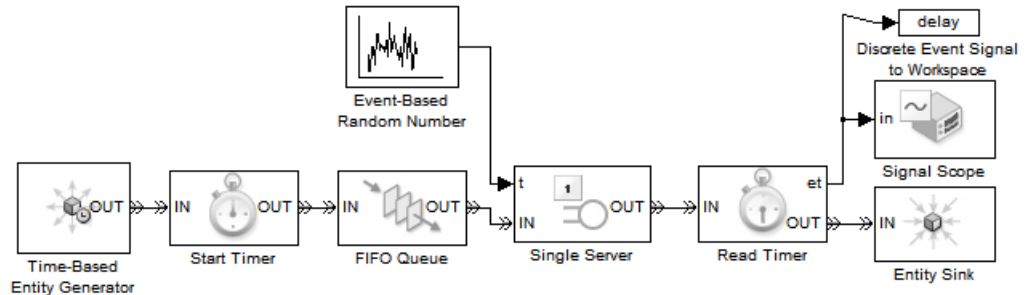 delay
Discrete Event Signal
to Workspace
Event-Based
Random Number
in
Signal Scope
OUT
Time-Based
Entity Generator
IN
OUT
Start Timer
IN
OUT
FIFO Queue
t
1
IN
OUT
Single Server
IN
et
OUT
Read Timer
IN
Entity Sink